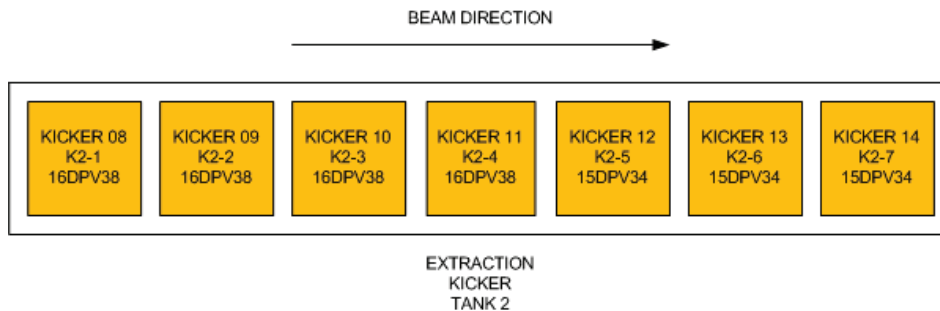 BEAM DIRECTION
KICKER 08
K2-1
16DPV38
KICKER 09
K2-2
16DPV38
KICKER 10
K2-3
16DPV38
KICKER 11
K2-4
16DPV38
KICKER 12
K2-5
15DPV34
KICKER 13
K2-6
15DPV34
KICKER 14
K2-7
15DPV34
EXTRACTION
KICKER
TANK 2